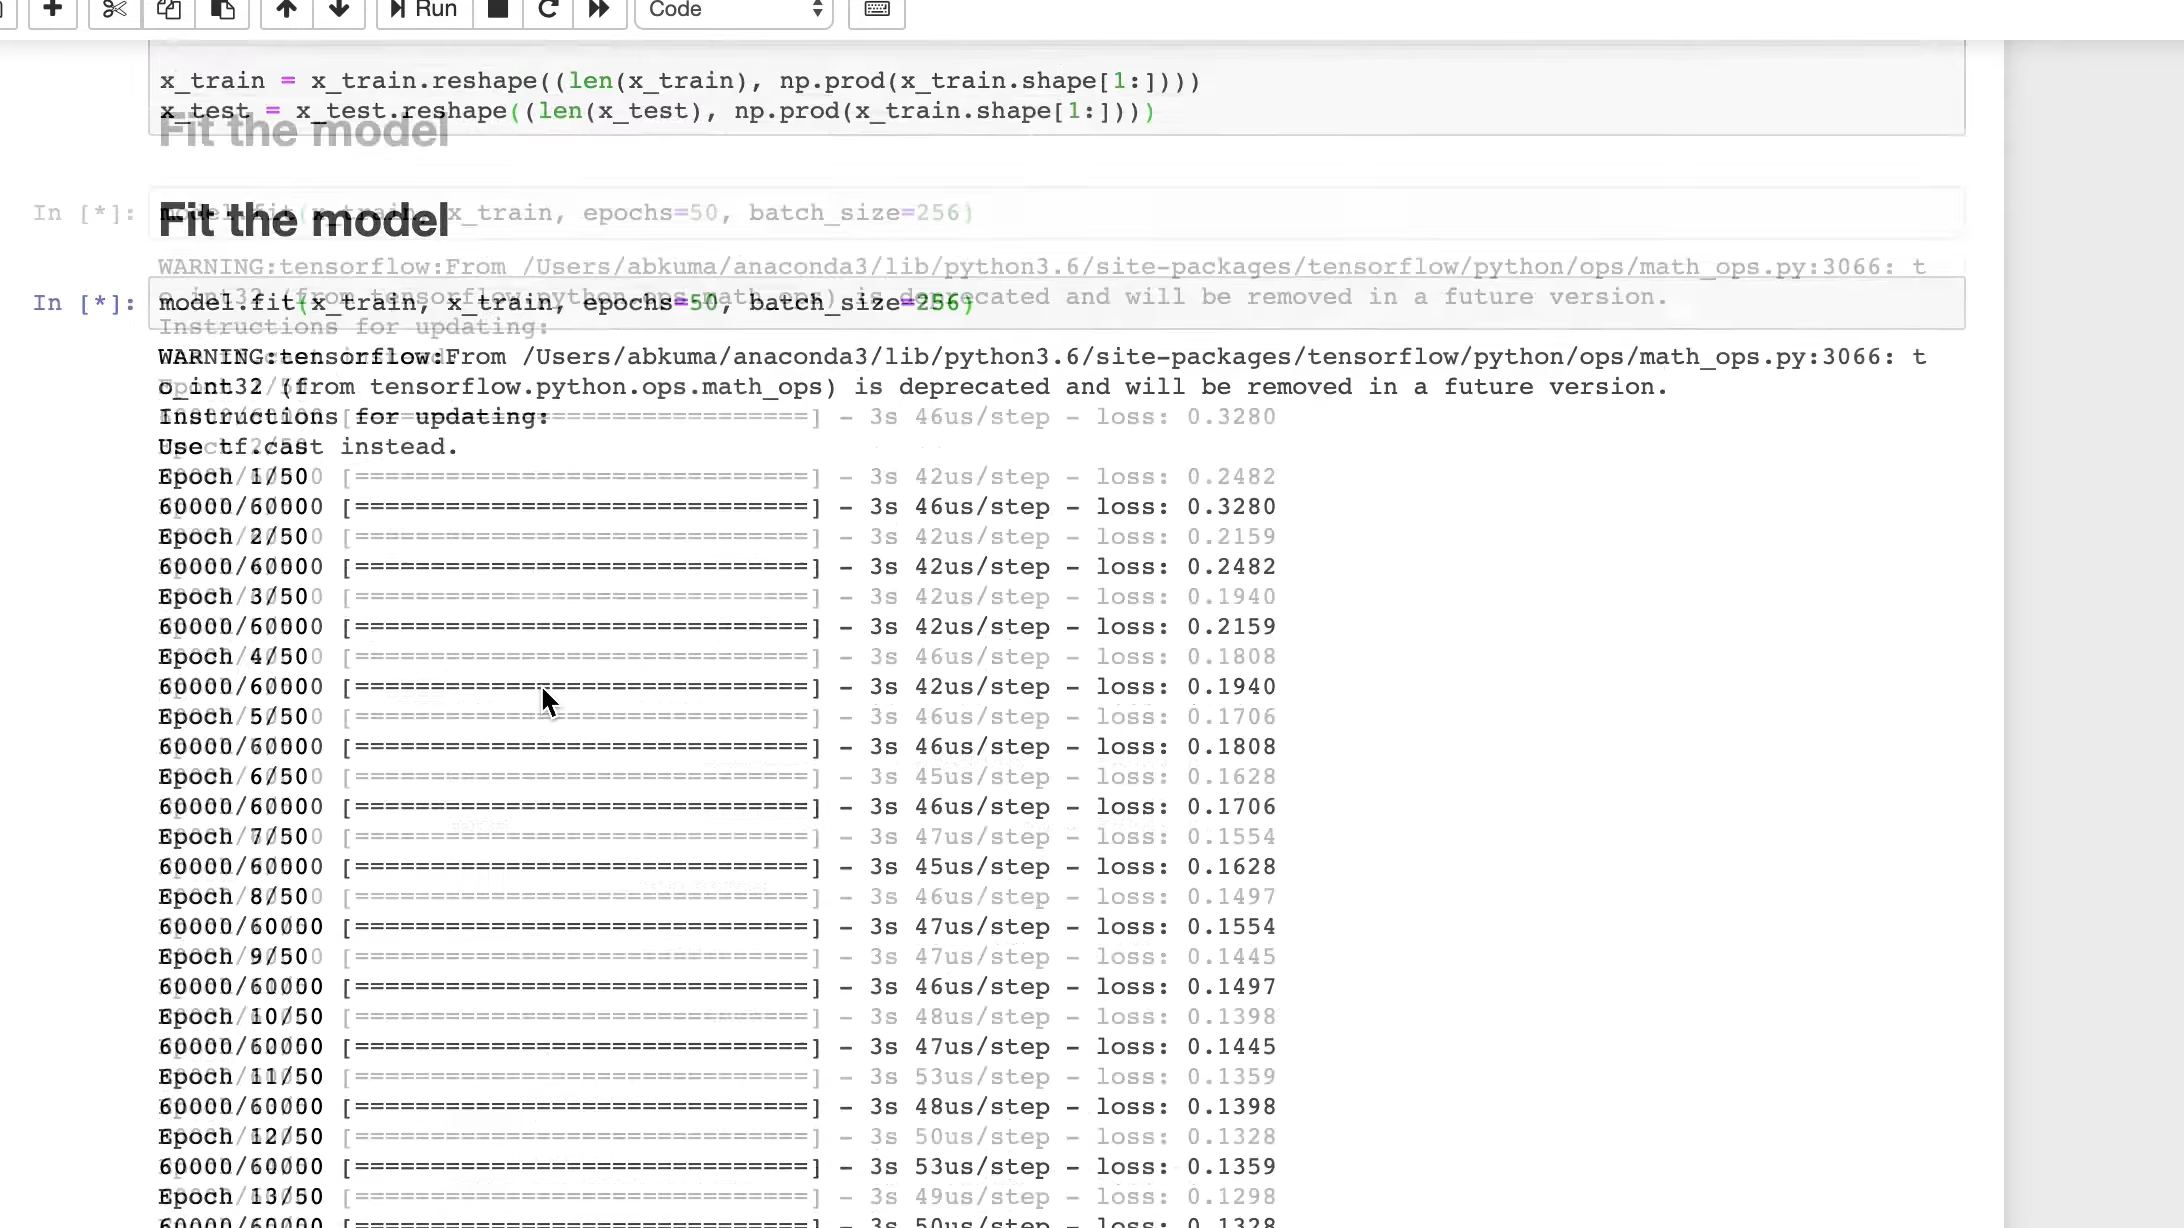 Run
Code
x_train = x_train.reshape((len(x_train), np.prod(x_train.shape[1:])))
x_test = x_test.reshape((len(x_test), np.prod(x_train.shape[1:])))
Fit the model
In [*]: model.fit(x_train, x_train, epochs=50, batch_size=256)
WARNING:tensorflow:From /Users/abkuma/anaconda3/lib/python3.6/site-packages/tensorflow/python/ops/math_ops.py:3066: t
o_int32 (from tensorflow.python.ops.math_ops) is deprecated and will be removed in a future version.
Instructions for updating:
Use tf.cast instead.
Epoch 1/50
60000/60000 [==============================] - 3s 46us/step - loss: 0.3280
Epoch 2/50
60000/60000 [==============================] - 3s 42us/step - loss: 0.2482
Epoch 3/50
60000/60000 [==============================] - 3s 42us/step - loss: 0.2159
Epoch 4/50
60000/60000 [==============================] - 3s 42us/step - loss: 0.1940
Epoch 5/50
60000/60000 [==============================] - 3s 46us/step - loss: 0.1808
Epoch 6/50
60000/60000 [==============================] - 3s 46us/step - loss: 0.1706
Epoch 7/50
60000/60000 [==============================] - 3s 45us/step - loss: 0.1628
Epoch 8/50
60000/60000 [==============================] - 3s 47us/step - loss: 0.1554
Epoch 9/50
60000/60000 [==============================] - 3s 46us/step - loss: 0.1497
Epoch 10/50
60000/60000 [==============================] - 3s 47us/step - loss: 0.1445
Epoch 11/50
60000/60000 [==============================] - 3s 48us/step - loss: 0.1398
Epoch 12/50
60000/60000 [==============================] - 3s 53us/step - loss: 0.1359
Epoch 13/50
60000/60000 [==============================] - 3s 50us/step - loss: 0.1328